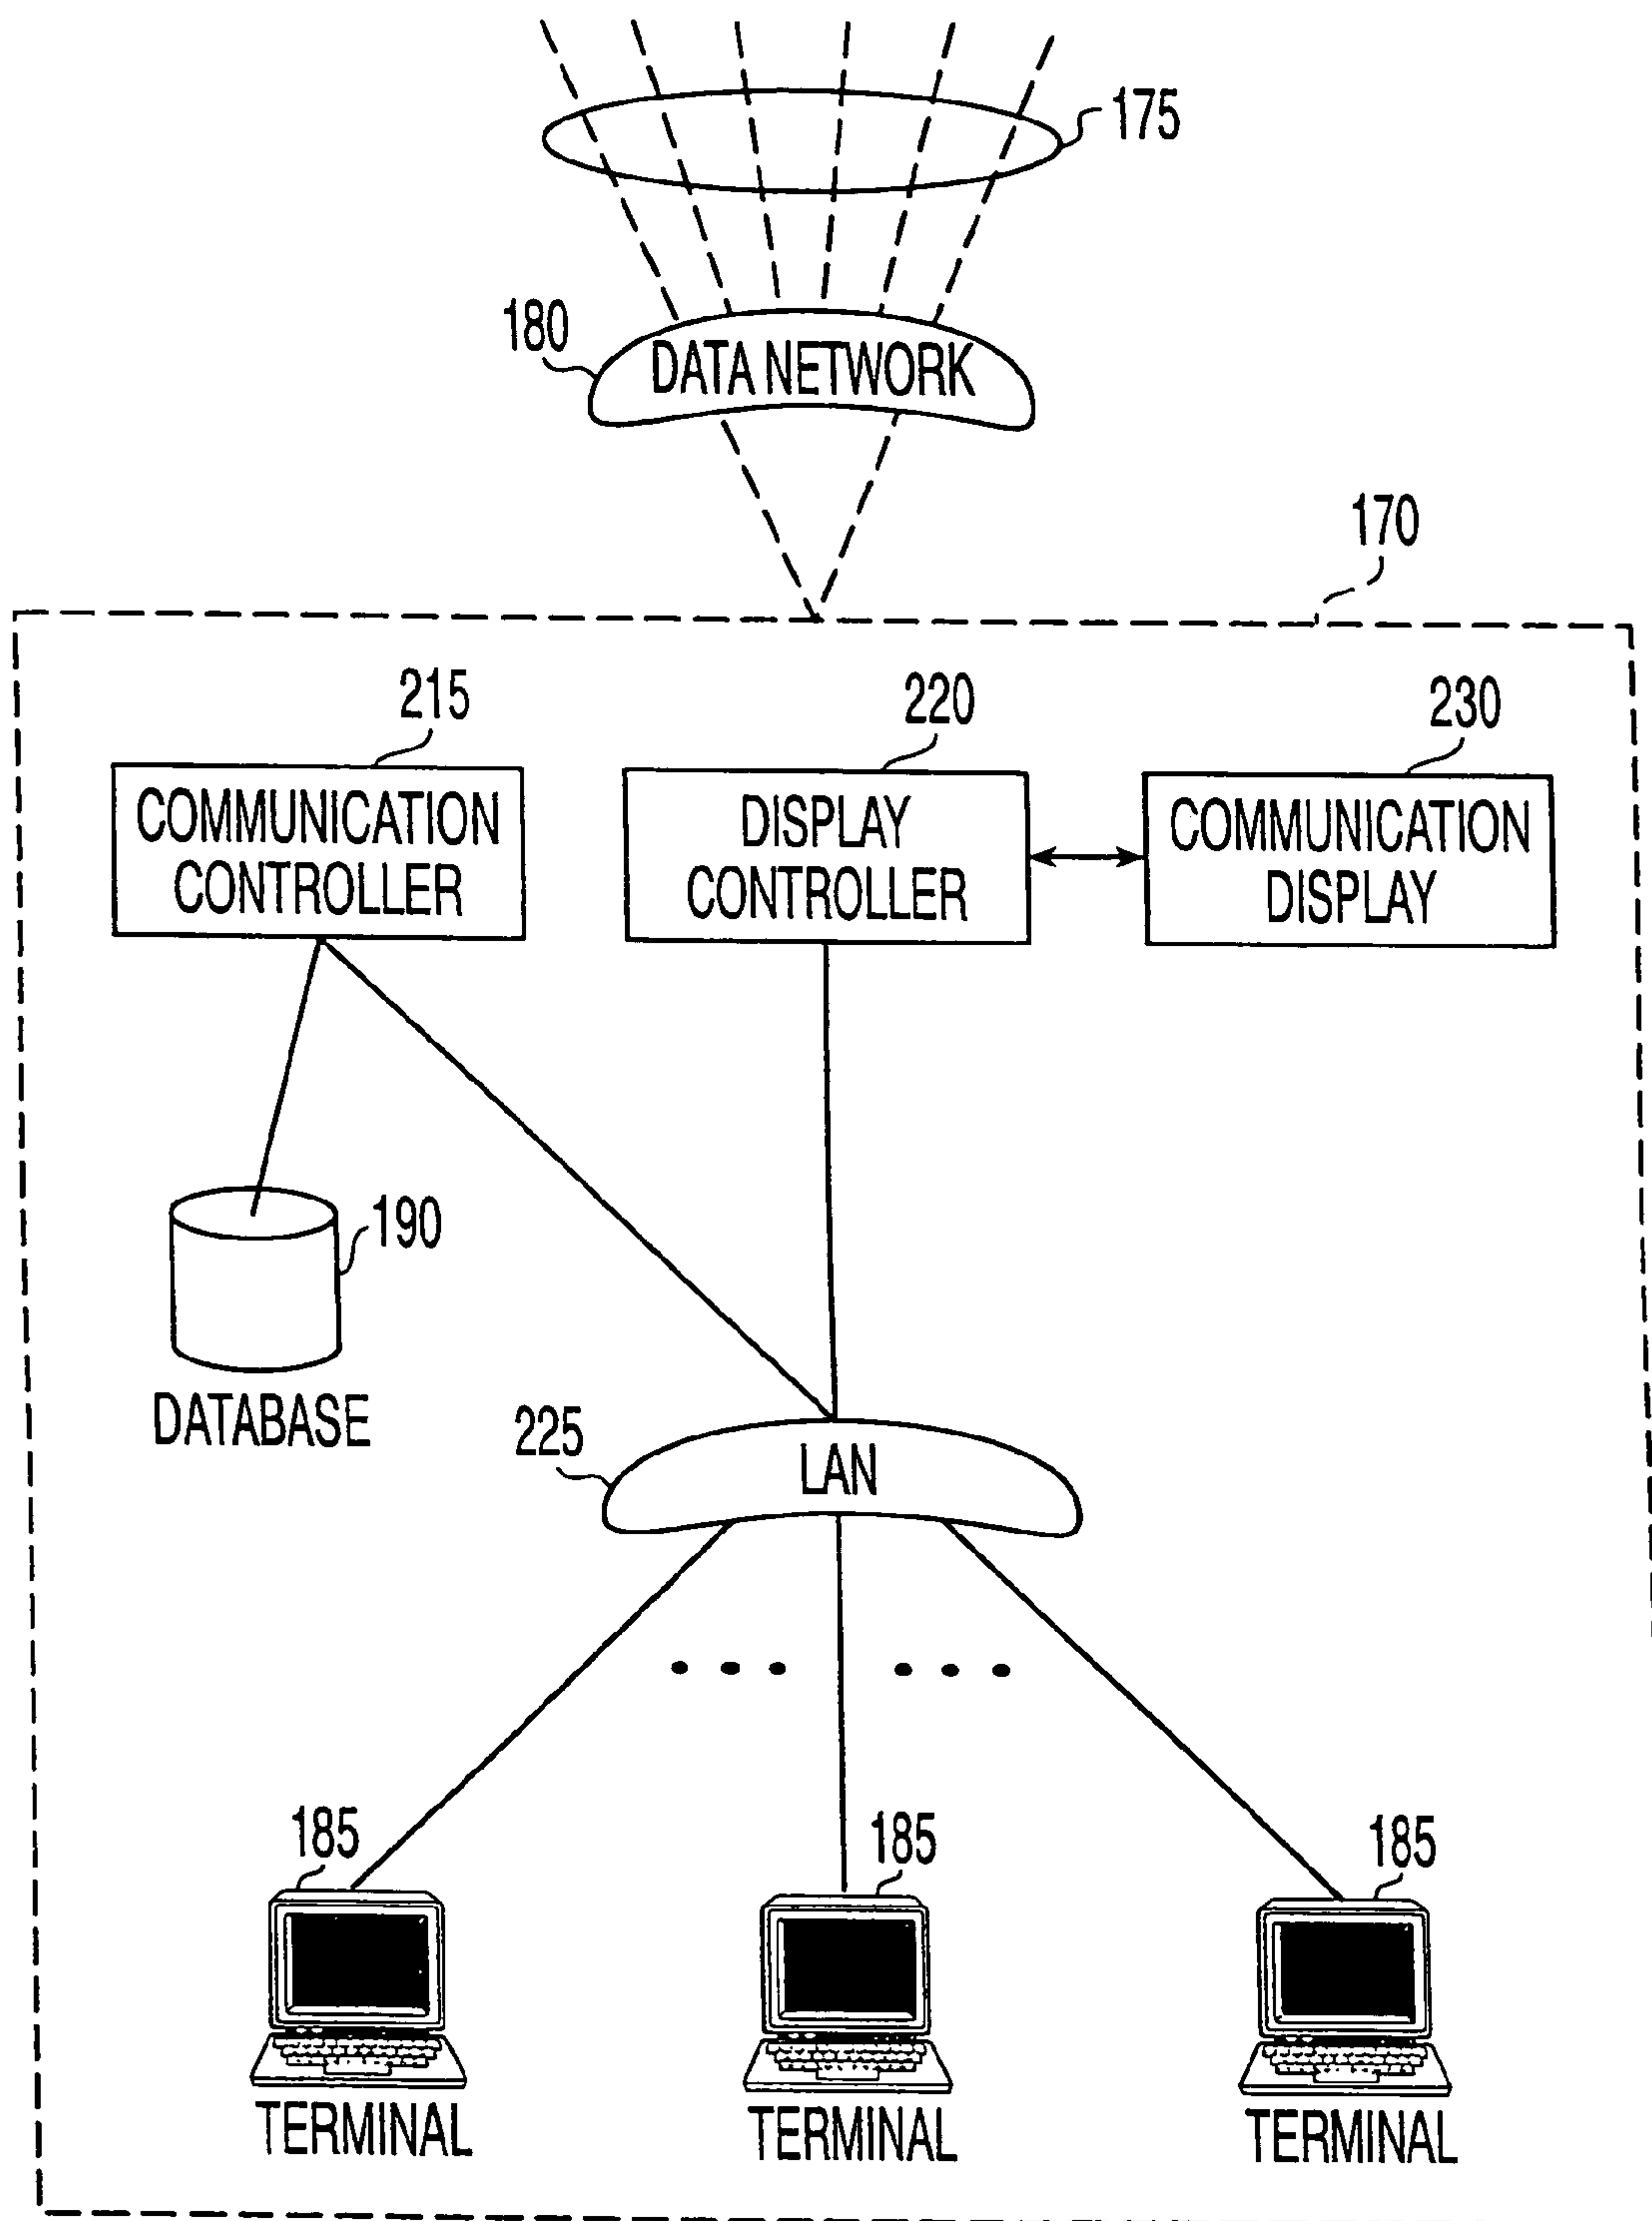 175
180
DATA NETWORK
170
215
220
230
COMMUNICATION
CONTROLLER
DISPLAY
CONTROLLER
COMMUNICATION
DISPLAY
190
DATABASE
225
LAN
185
185
185
TERMINAL
TERMINAL
TERMINAL